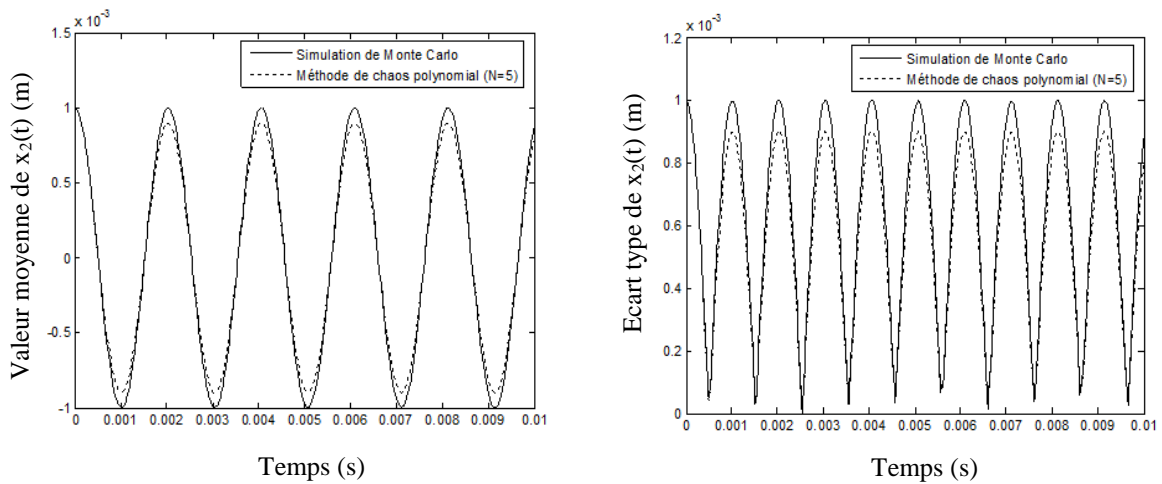 x 10⁻³
1.5
1
0.5
0
-0.5
-1
0 0.001 0.002 0.003 0.004 0.005 0.006 0.007 0.008 0.009 0.01
Simulation de Monte Carlo
Méthode de chaos polynomial (N=5)
Valeur moyenne de x₂(t) (m)
Temps (s)
x 10⁻³
1.2
1
0.8
0.6
0.4
0.2
0
0 0.001 0.002 0.003 0.004 0.005 0.006 0.007 0.008 0.009 0.01
Simulation de Monte Carlo
Méthode de chaos polynomial (N=5)
Ecart type de x₂(t) (m)
Temps (s)